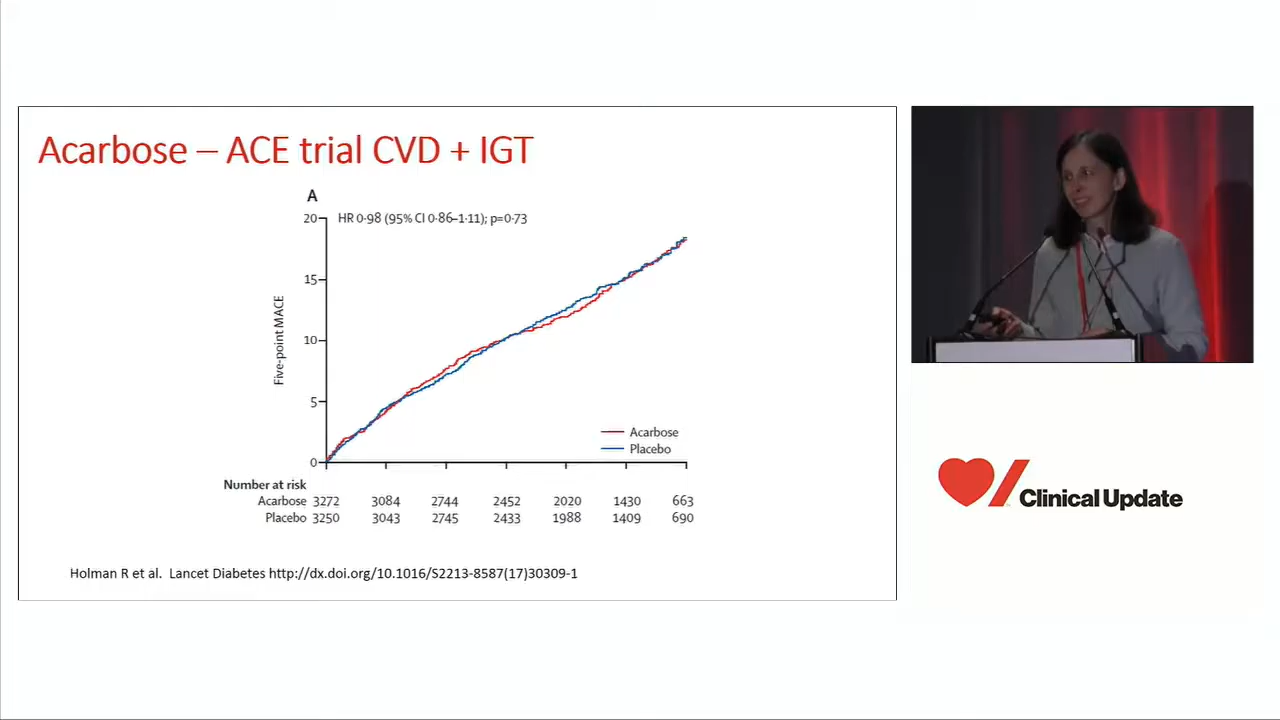 Acarbose – ACE trial CVD + IGT
A
HR 0·98 (95% CI 0·86–1·11); p=0·73
20
15
10
5
0
Five-point MACE
Acarbose
Placebo
Number at risk
Acarbose 3272 3084 2744 2452 2020 1430 663
Placebo 3250 3043 2745 2433 1988 1409 690
Holman R et al. Lancet Diabetes http://dx.doi.org/10.1016/S2213-8587(17)30309-1
Clinical Update